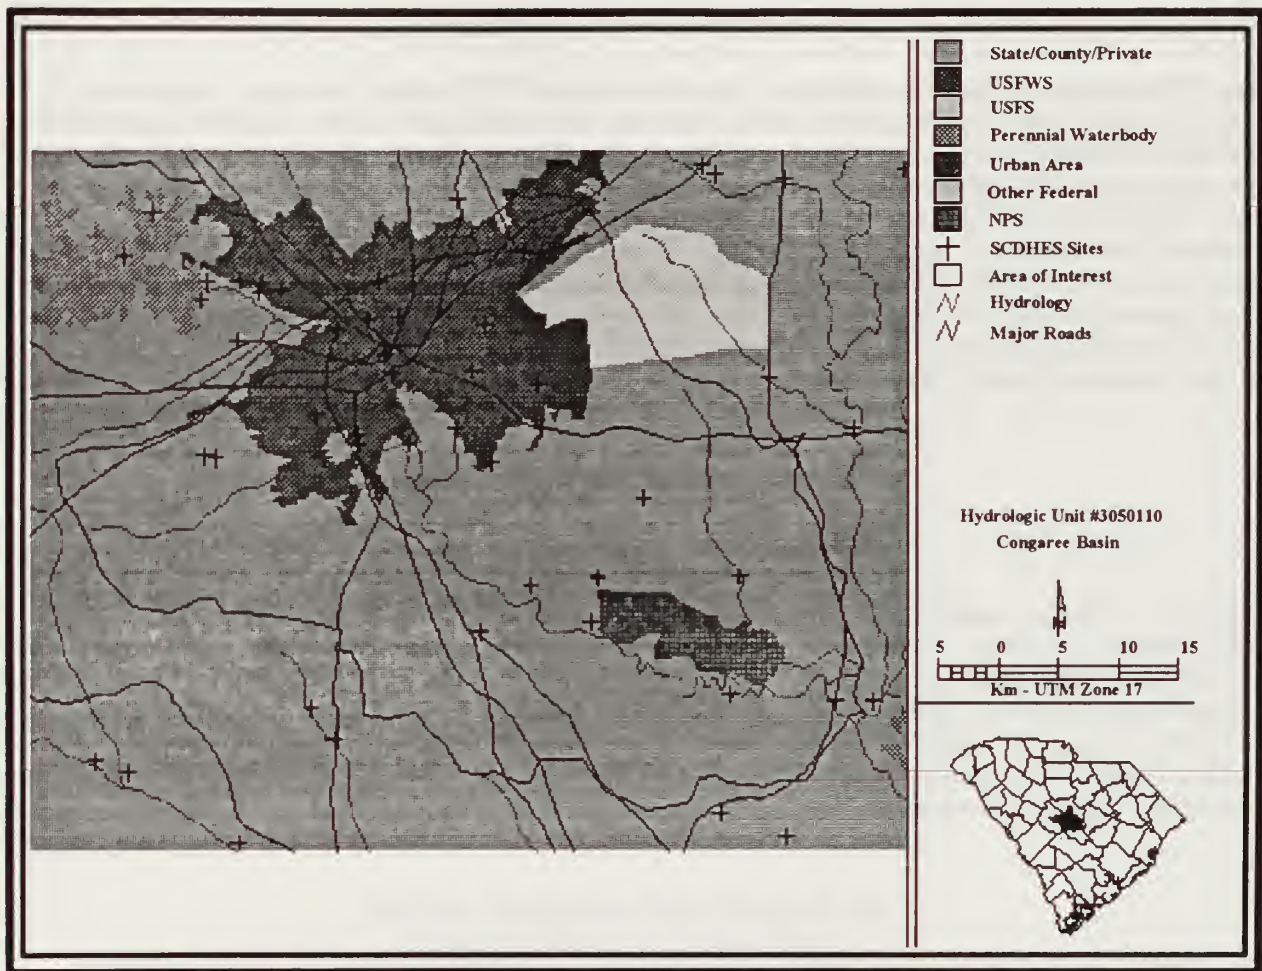 State/County/Private
USFWS
USFS
Perennial Waterbody
Urban Area
Other Federal
NPS
SCDHES Sites
Area of Interest
Hydrology
Major Roads
Hydrologic Unit #3050110
Congaree Basin
5 0 5 10 15
Km - UTM Zone 17